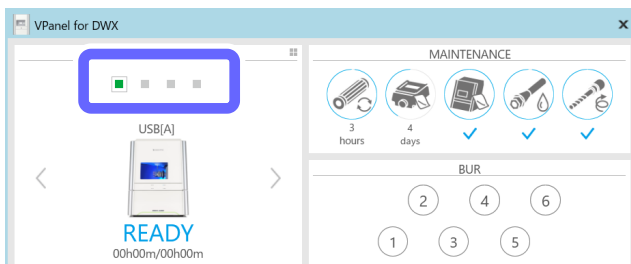 VPanel for DWX
MAINTENANCE
3
hours
4
days
USB[A]
READY
00h00m/00h00m
BUR
2
4
6
1
3
5